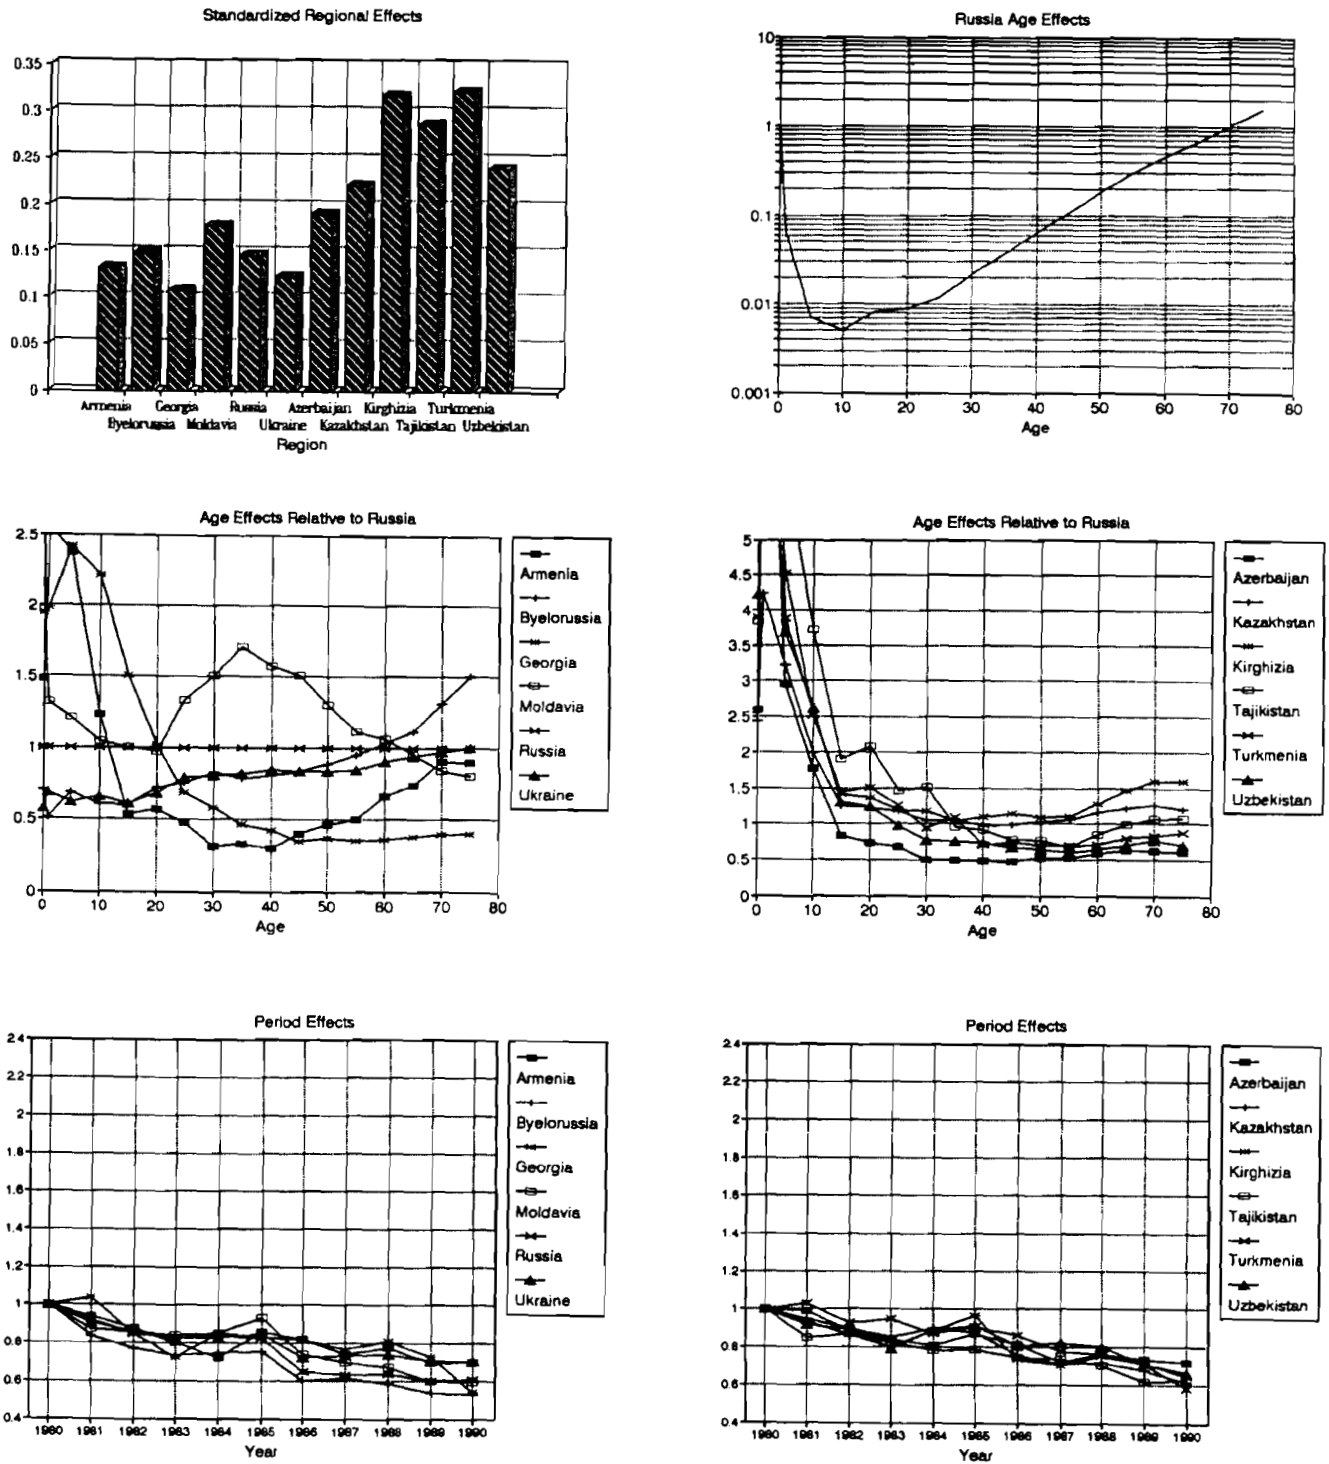 Standardized Regional Effects
0.35
0.3
0.25
0.2
0.15
0.1
0.05
0
Armenia Georgia Russia Azerbaijan Kirghizia Turkmenia
Byelorussia Moldavia Ukraine Kazakhstan Tajikistan Uzbekistan
Region
Russia Age Effects
10
1
0.1
0.01
0.001
0 10 20 30 40 50 60 70 80
Age
Age Effects Relative to Russia
2.5
2
1.5
1
0.5
0
0 10 20 30 40 50 60 70 80
Age
Armenia
Byelorussia
Georgia
Moldavia
Russia
Ukraine
Age Effects Relative to Russia
5
4.5
4
3.5
3
2.5
2
1.5
1
0.5
0
0 10 20 30 40 50 60 70 80
Age
Azerbaijan
Kazakhstan
Kirghizia
Tajikistan
Turkmenia
Uzbekistan
Period Effects
2.4
2.2
2
1.8
1.6
1.4
1.2
1
0.8
0.6
0.4
1980 1981 1982 1983 1984 1985 1986 1987 1988 1989 1990
Year
Armenia
Byelorussia
Georgia
Moldavia
Russia
Ukraine
Period Effects
2.4
2.2
2
1.8
1.6
1.4
1.2
1
0.8
0.6
0.4
1980 1981 1982 1983 1984 1985 1986 1987 1988 1989 1990
Year
Azerbaijan
Kazakhstan
Kirghizia
Tajikistan
Turkmenia
Uzbekistan